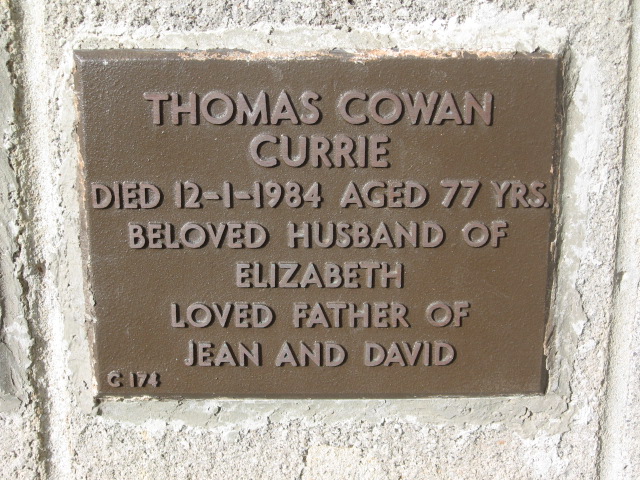 THOMAS COWAN
CURRIE
DIED 12-1-1984 AGED 77 YRS.
BELOVED HUSBAND OF
ELIZABETH
LOVED FATHER OF
JEAN AND DAVID
C 174